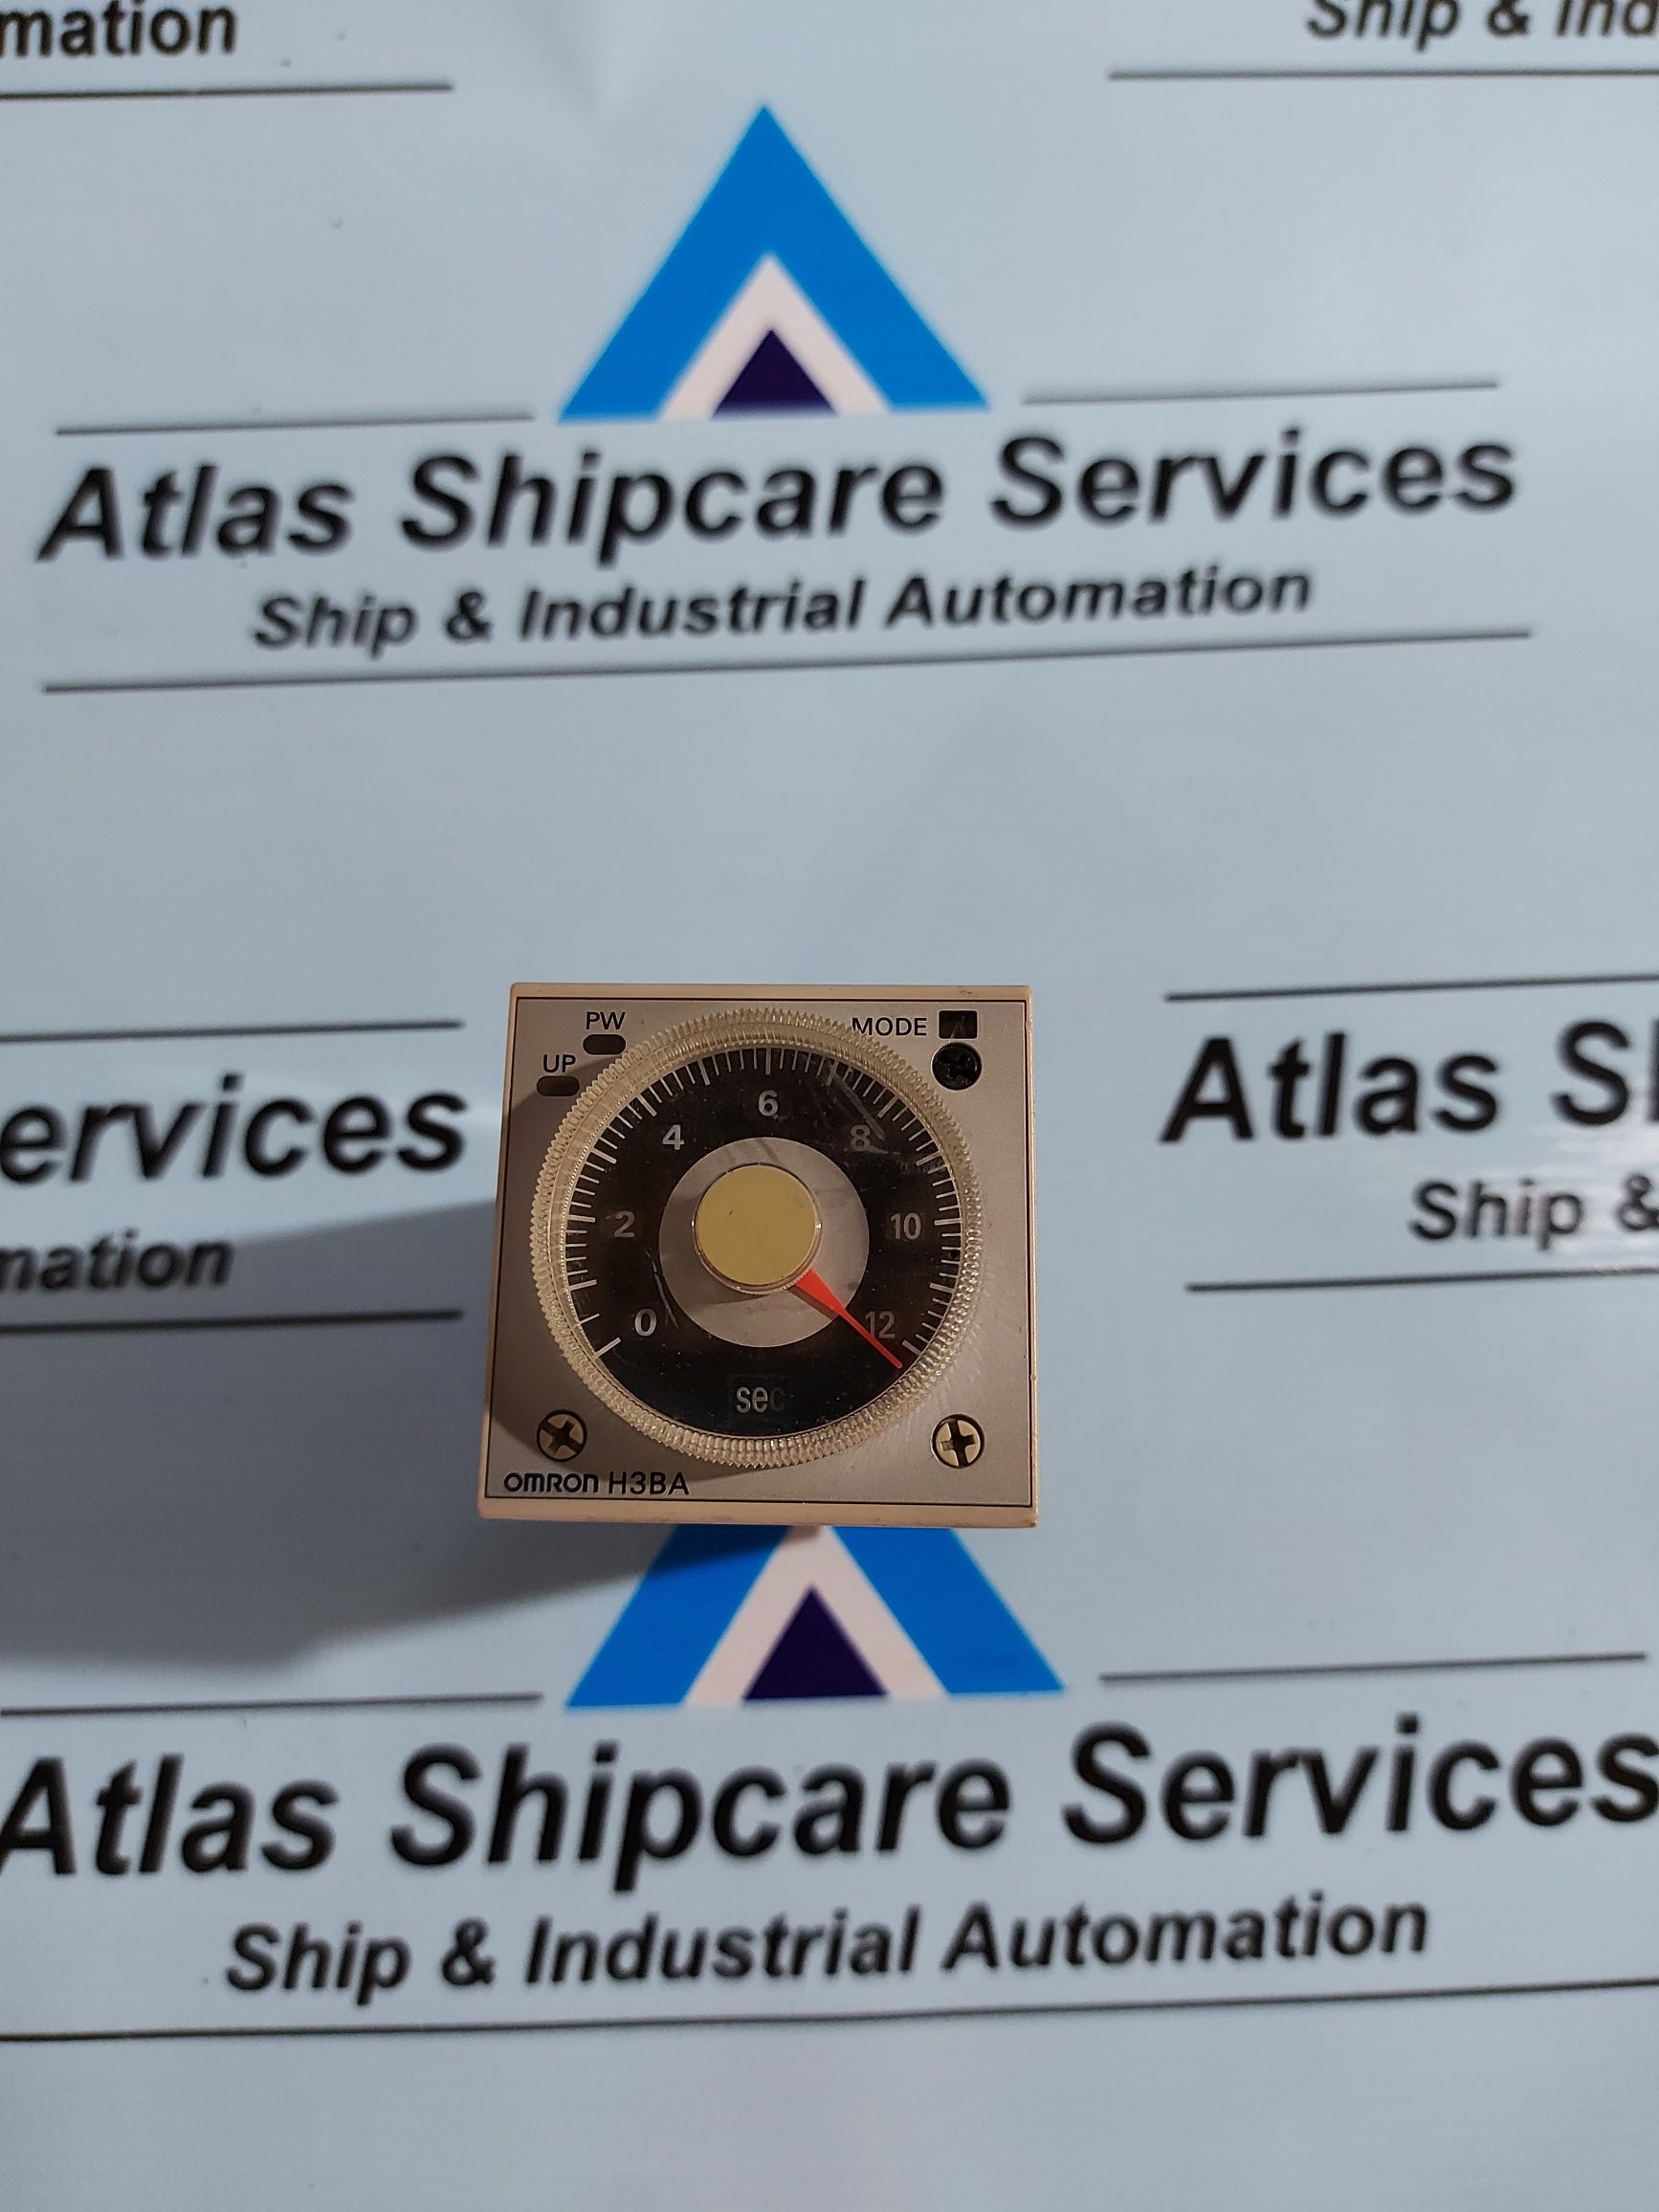 mation
Ship & Ind
Atlas Shipcare Services
Ship & Industrial Automation
ervices
mation
Atlas S
Ship &
PW
UP
MODE A
0
2
4
6
8
10
12
sec
OMRON H3BA
Atlas Shipcare Services
Ship & Industrial Automation